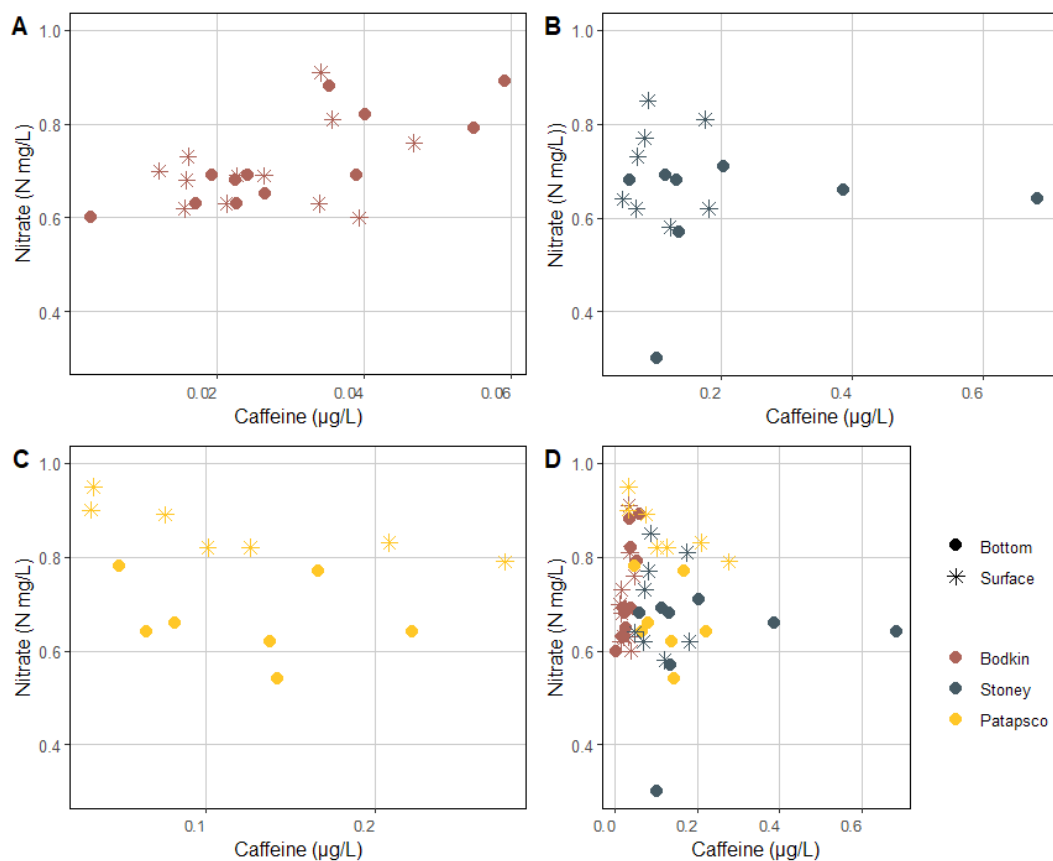 A
1.0
0.8
0.6
0.4
Nitrate (N mg/L)
0.02
0.04
0.06
Caffeine (µg/L)
B
1.0
0.8
0.6
0.4
Nitrate (N mg/L))
0.2
0.4
0.6
Caffeine (µg/L)
C
1.0
0.8
0.6
0.4
Nitrate (N mg/L)
0.1
0.2
Caffeine (µg/L)
D
1.0
0.8
0.6
0.4
Nitrate (N mg/L)
0.0
0.2
0.4
0.6
Caffeine (µg/L)
Bottom
Surface
Bodkin
Stoney
Patapsco